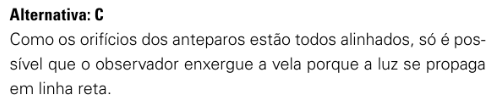 Alternativa: C
Como os orifícios dos anteparos estão todos alinhados, só é pos-
sível que o observador enxergue a vela porque a luz se propaga
em linha reta.